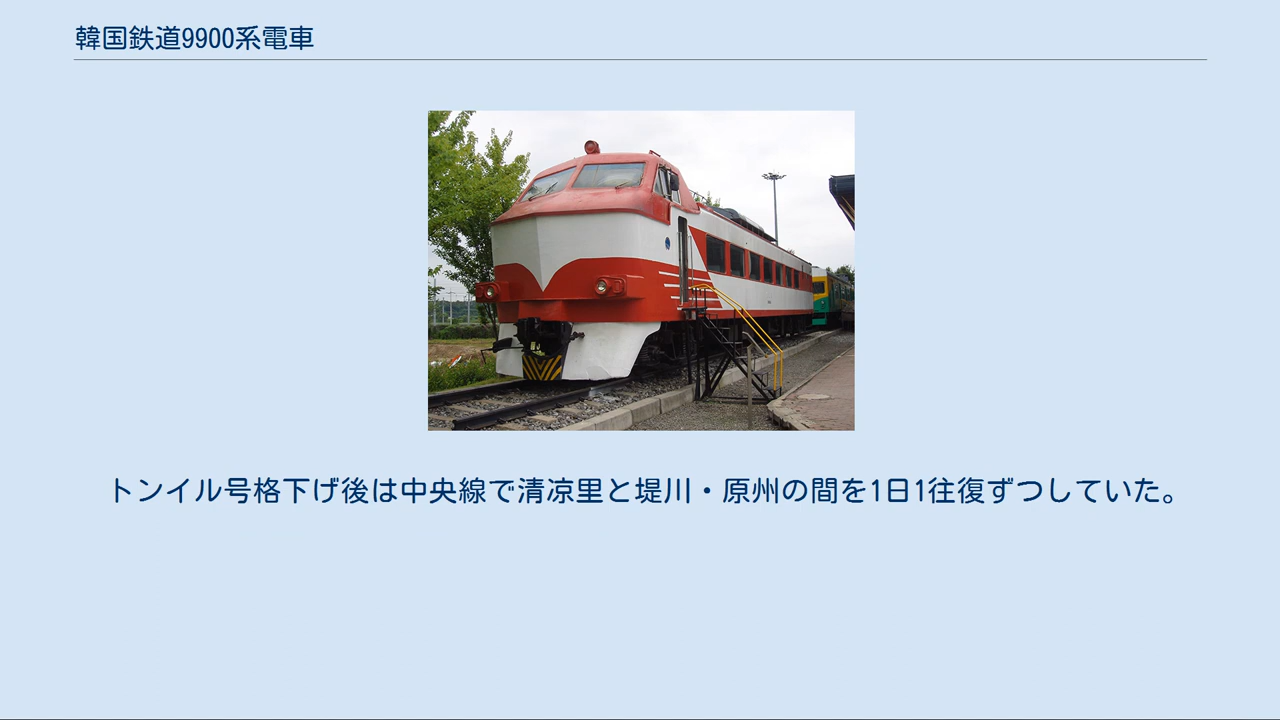 韓国鉄道9900系電車
トンイル号格下げ後は中央線で清凉里と堤川・原州の間を1日1往復ずつしていた。